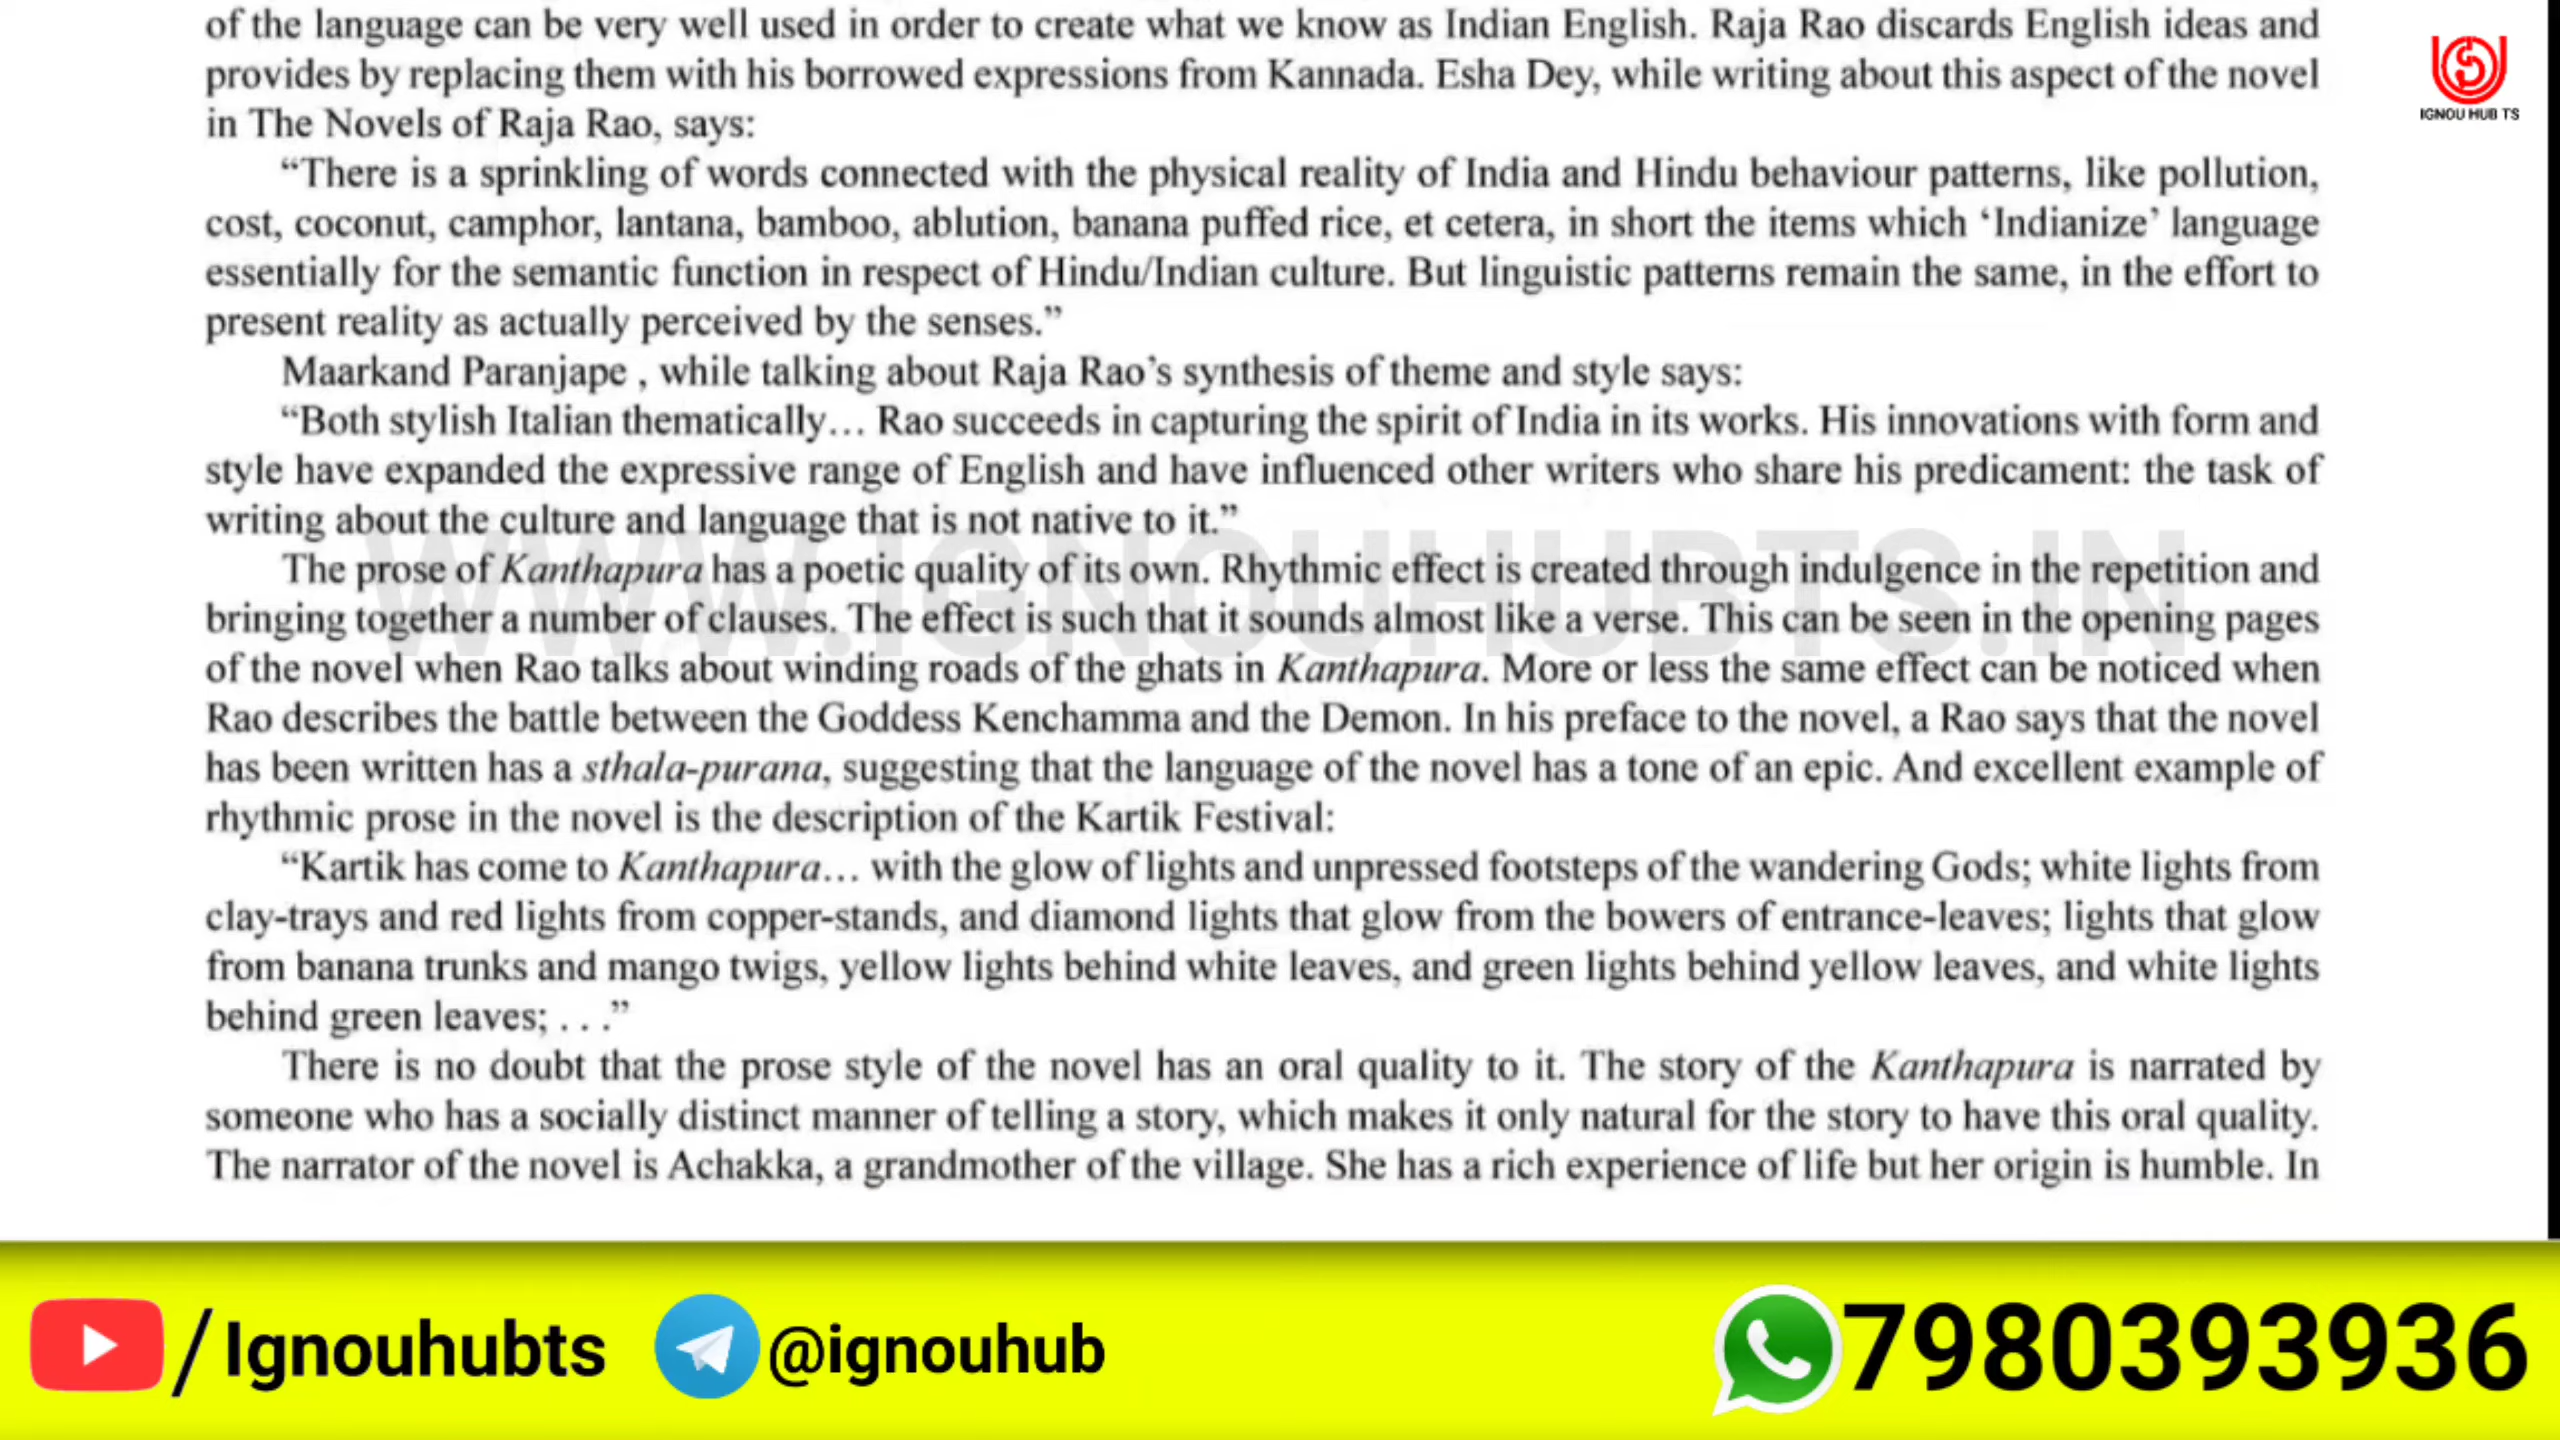 of the language can be very well used in order to create what we know as Indian English. Raja Rao discards English ideas and
provides by replacing them with his borrowed expressions from Kannada. Esha Dey, while writing about this aspect of the novel
in The Novels of Raja Rao, says:
“There is a sprinkling of words connected with the physical reality of India and Hindu behaviour patterns, like pollution,
cost, coconut, camphor, lantana, bamboo, ablution, banana puffed rice, et cetera, in short the items which ‘Indianize’ language
essentially for the semantic function in respect of Hindu/Indian culture. But linguistic patterns remain the same, in the effort to
present reality as actually perceived by the senses.”
Maarkand Paranjape , while talking about Raja Rao’s synthesis of theme and style says:
“Both stylish Italian thematically… Rao succeeds in capturing the spirit of India in its works. His innovations with form and
style have expanded the expressive range of English and have influenced other writers who share his predicament: the task of
writing about the culture and language that is not native to it.”
The prose of Kanthapura has a poetic quality of its own. Rhythmic effect is created through indulgence in the repetition and
bringing together a number of clauses. The effect is such that it sounds almost like a verse. This can be seen in the opening pages
of the novel when Rao talks about winding roads of the ghats in Kanthapura. More or less the same effect can be noticed when
Rao describes the battle between the Goddess Kenchamma and the Demon. In his preface to the novel, a Rao says that the novel
has been written has a sthala-purana, suggesting that the language of the novel has a tone of an epic. And excellent example of
rhythmic prose in the novel is the description of the Kartik Festival:
“Kartik has come to Kanthapura… with the glow of lights and unpressed footsteps of the wandering Gods; white lights from
clay-trays and red lights from copper-stands, and diamond lights that glow from the bowers of entrance-leaves; lights that glow
from banana trunks and mango twigs, yellow lights behind white leaves, and green lights behind yellow leaves, and white lights
behind green leaves; . . .”
There is no doubt that the prose style of the novel has an oral quality to it. The story of the Kanthapura is narrated by
someone who has a socially distinct manner of telling a story, which makes it only natural for the story to have this oral quality.
The narrator of the novel is Achakka, a grandmother of the village. She has a rich experience of life but her origin is humble. In
IGNOU HUB TS
WWW.IGNOUHUBTS.IN
/Ignouhubts @ignouhub 7980393936